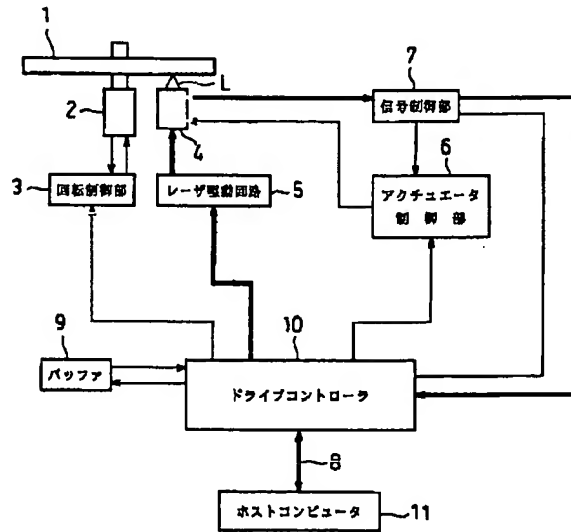 1
L
7
2
信号制御部
4
6
3
回転制御部
レーザ駆動回路
5
アクチュエータ
制御部
9
10
バッファ
ドライブコントローラ
8
ホストコンピュータ
11